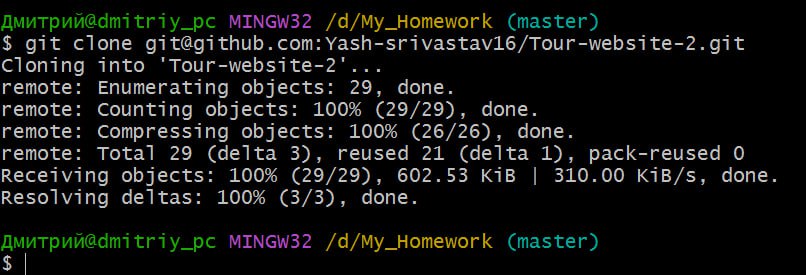 Дмитрий@dmitriy_pc MINGW32 /d/My_Homework (master)
$ git clone git@github.com:Yash-srivastav16/Tour-website-2.git
Cloning into 'Tour-website-2'...
remote: Enumerating objects: 29, done.
remote: Counting objects: 100% (29/29), done.
remote: Compressing objects: 100% (26/26), done.
remote: Total 29 (delta 3), reused 21 (delta 1), pack-reused 0
Receiving objects: 100% (29/29), 602.53 KiB | 310.00 KiB/s, done.
Resolving deltas: 100% (3/3), done.
Дмитрий@dmitriy_pc MINGW32 /d/My_Homework (master)
$